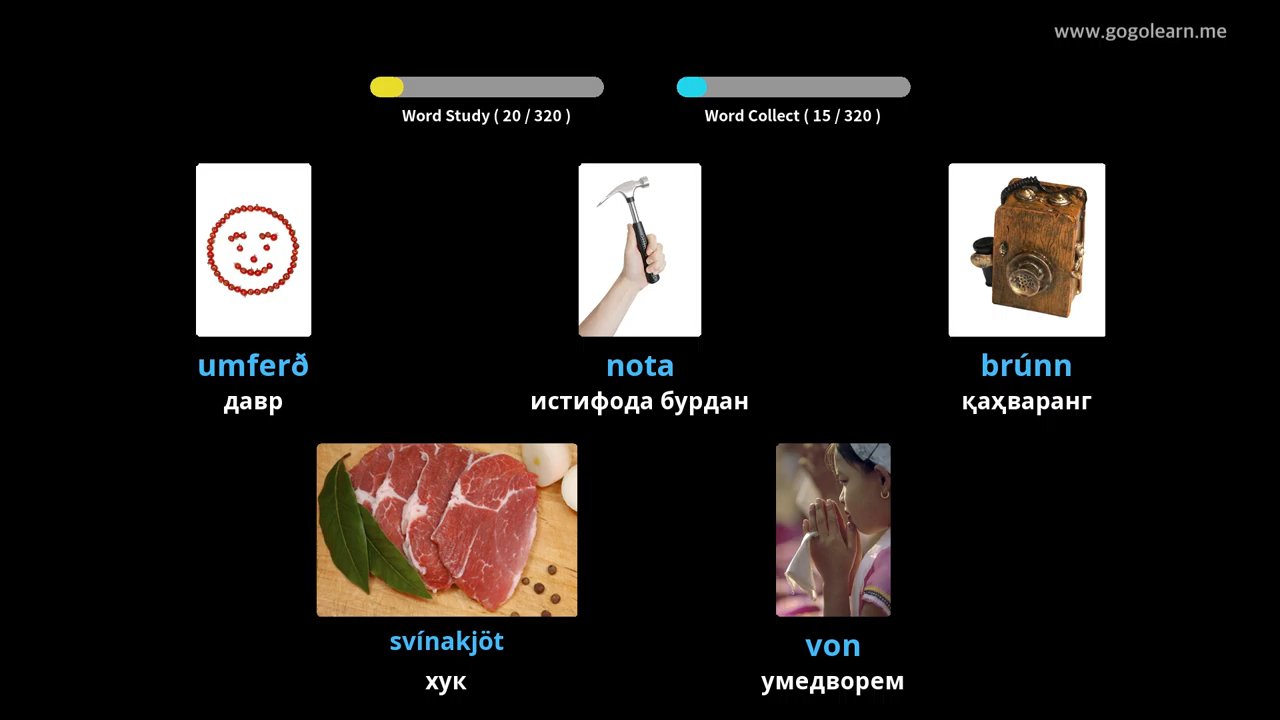 www.gogolearn.me
Word Study ( 20 / 320 )
Word Collect ( 15 / 320 )
umferð
nota
brúnn
давр
истифода бурдан
қаҳваранг
svínakjöt
von
хук
умедворем